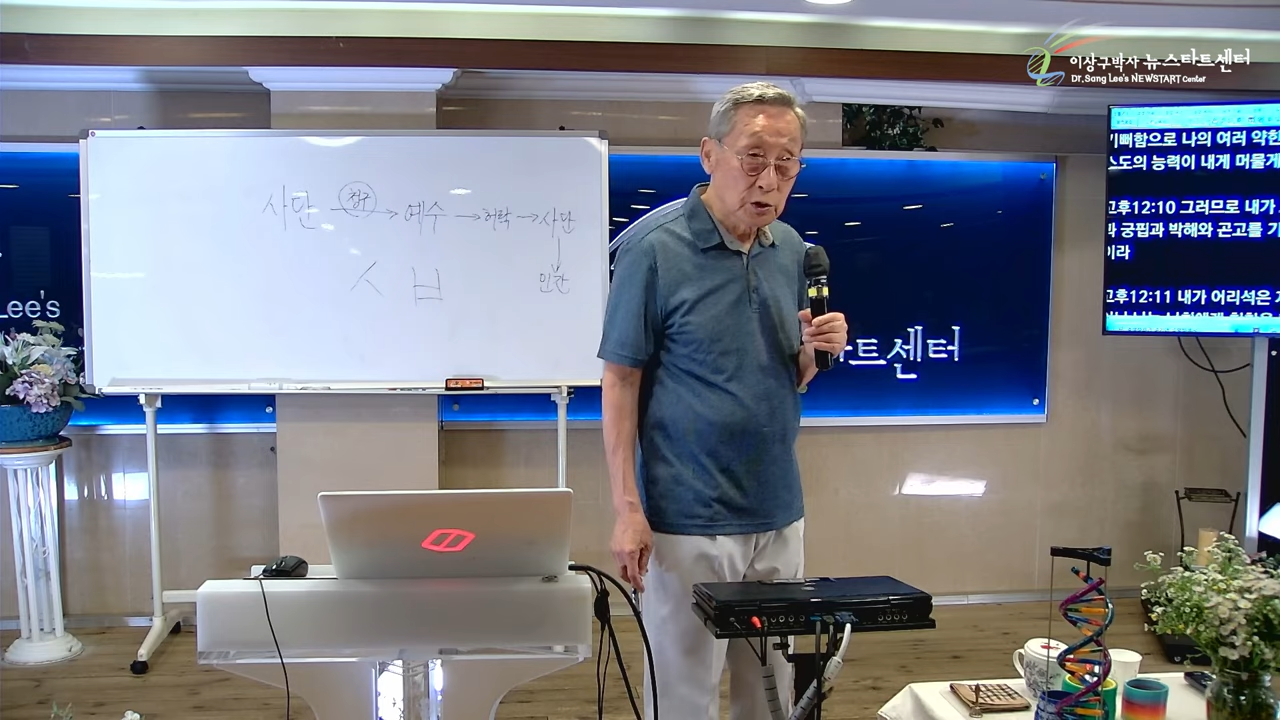 이상구박사 뉴스타트센터
Dr. Sang Lee's NEWSTART Center
사단 → 청구 → 예수 → 허락 → 사단
인간
Lee's
타트센터
기뻐함으로 나의 여러 약한
스도의 능력이 내게 머물게
고후12:10 그러므로 내가
과 궁핍과 박해와 곤고를 기
이라
고후12:11 내가 어리석은